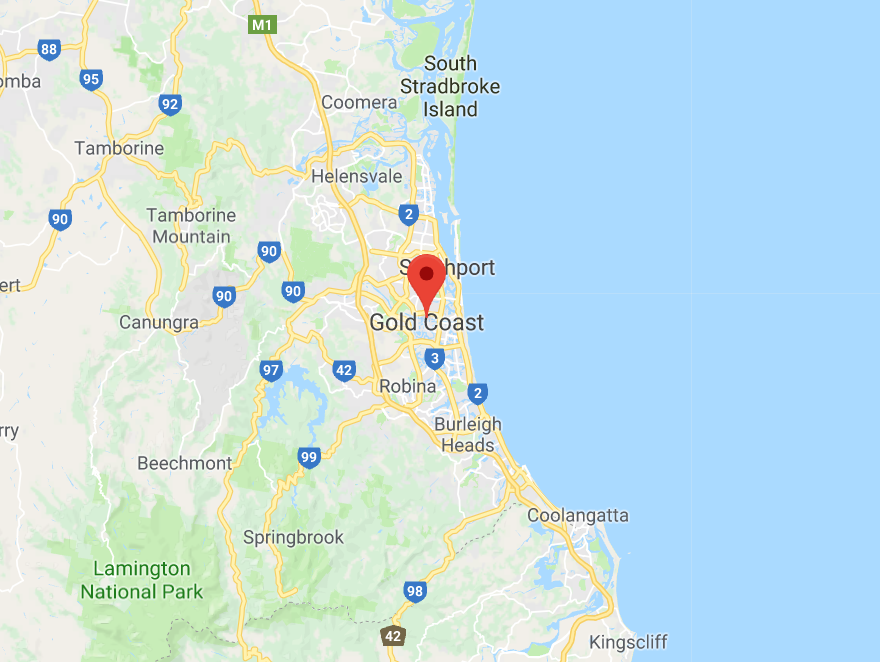 M1
88
South
Stradbroke
Island
95
omba
92
Coomera
Tamborine
Helensvale
90
2
Tamborine
Mountain
90
S
hport
ert
90
90
Canungra
Gold Coast
3
97
42
Robina
2
Burleigh
Heads
rry
99
Beechmont
Coolangatta
Springbrook
Lamington
National Park
98
42
Kingscliff